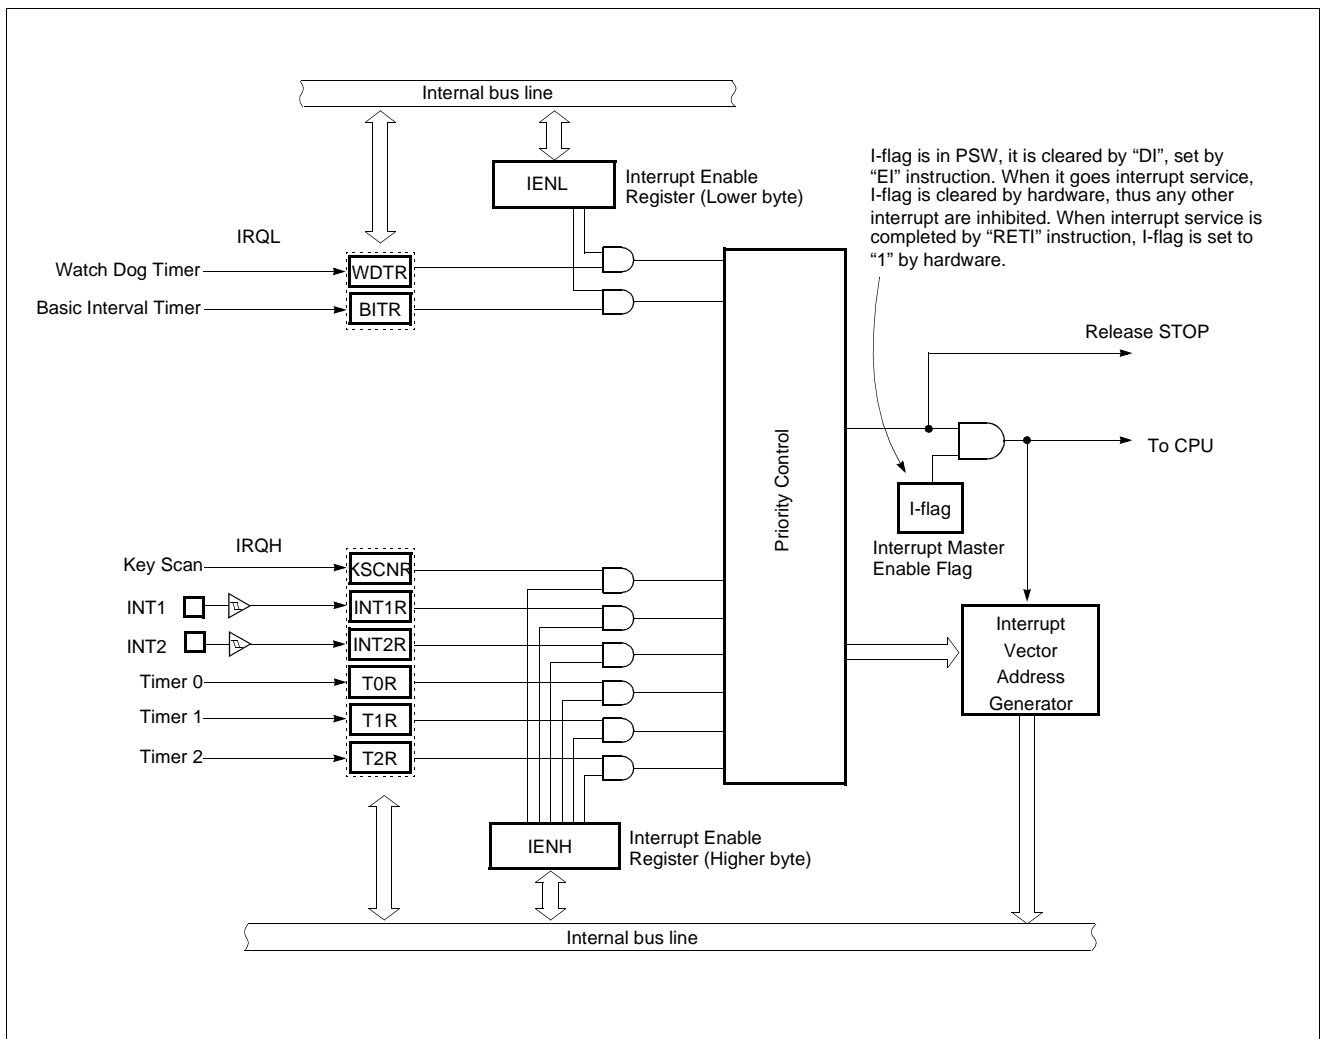 Internal bus line
IENL
Interrupt Enable
Register (Lower byte)
I-flag is in PSW, it is cleared by “DI”, set by
“EI” instruction. When it goes interrupt service,
I-flag is cleared by hardware, thus any other
interrupt are inhibited. When interrupt service is
completed by “RETI” instruction, I-flag is set to
“1” by hardware.
IRQL
Watch Dog Timer
WDTR
Basic Interval Timer
BITR
Release STOP
Priority Control
To CPU
I-flag
Interrupt Master
Enable Flag
IRQH
Key Scan
KSCNR
INT1
INT1R
INT2
INT2R
Timer 0
T0R
Timer 1
T1R
Timer 2
T2R
Interrupt
Vector
Address
Generator
IENH
Interrupt Enable
Register (Higher byte)
Internal bus line